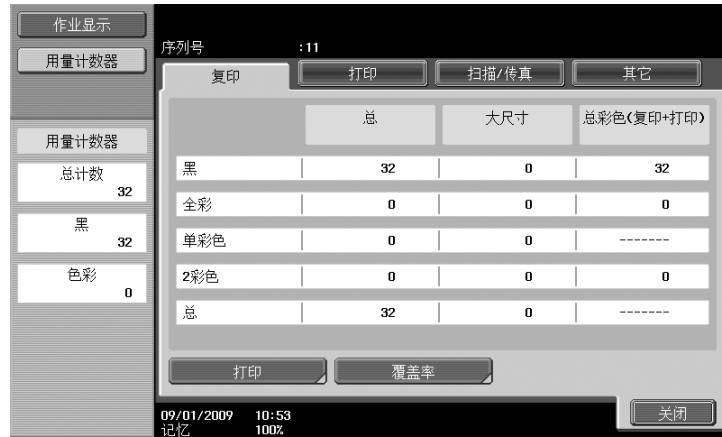 作业显示
用量计数器
序列号 :11
复印 打印 扫描/传真 其它
总 大尺寸 总彩色(复印+打印)
用量计数器
总计数
32
黑
32
色彩
0
黑 32 0 32
全彩 0 0 0
单彩色 0 0 -------
2彩色 0 0 0
总 32 0 -------
打印 覆盖率
09/01/2009 10:53
记忆 100%
关闭